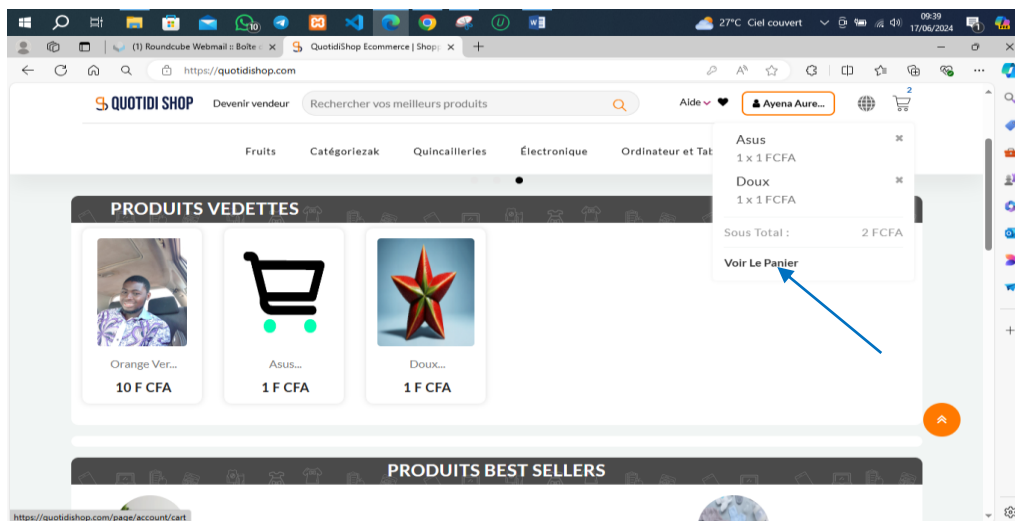 10
27°C Ciel couvert
09:39
17/06/2024
1
(1) Roundcube Webmail :: Boîte
QuotidiShop Ecommerce | Shop
https://quotidishop.com
QUOTIDI SHOP
Devenir vendeur
Rechercher vos meilleurs produits
Aide
Ayena Aure...
2
Fruits
Catégoriezak
Quincailleries
Électronique
Ordinateur et Tab
Asus
1 x 1 FCFA
Doux
1 x 1 FCFA
Sous Total :
2 FCFA
Voir Le Panier
PRODUITS VEDETTES
Orange Ver...
10 F CFA
Asus...
1 F CFA
Doux...
1 F CFA
PRODUITS BEST SELLERS
https://quotidishop.com/page/account/cart